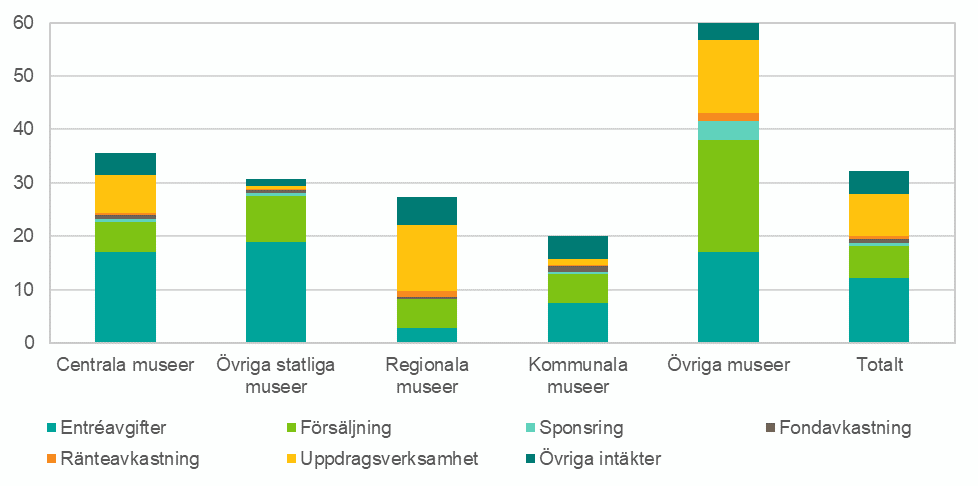 60
50
40
30
20
10
0
Centrala museer Övriga statliga museer Regionala museer Kommunala museer Övriga museer Totalt
Entréavgifter Försäljning Sponsring Fondavkastning
Ränteavkastning Uppdragsverksamhet Övriga intäkter